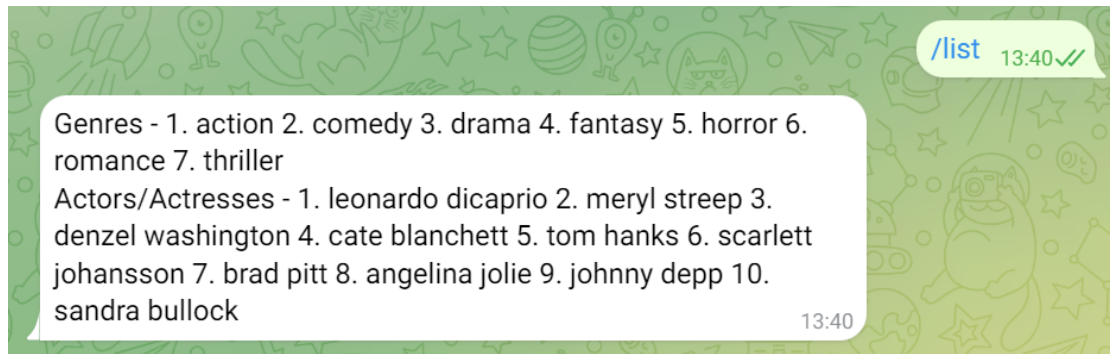 /list 13:40
Genres - 1. action 2. comedy 3. drama 4. fantasy 5. horror 6.
romance 7. thriller
Actors/Actresses - 1. leonardo dicaprio 2. meryl streep 3.
denzel washington 4. cate blanchett 5. tom hanks 6. scarlett
johansson 7. brad pitt 8. angelina jolie 9. johnny depp 10.
sandra bullock
13:40